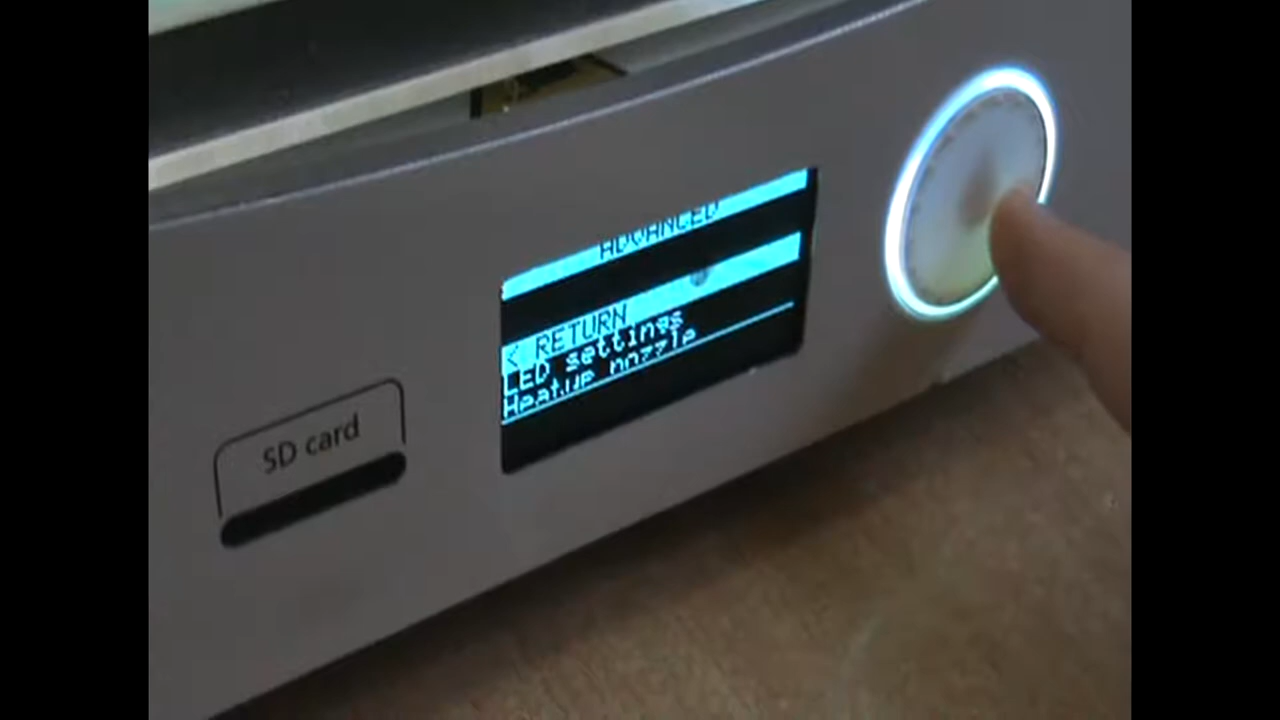 ADVANCED
< RETURN
LED settings
Heatup nozzle
SD card